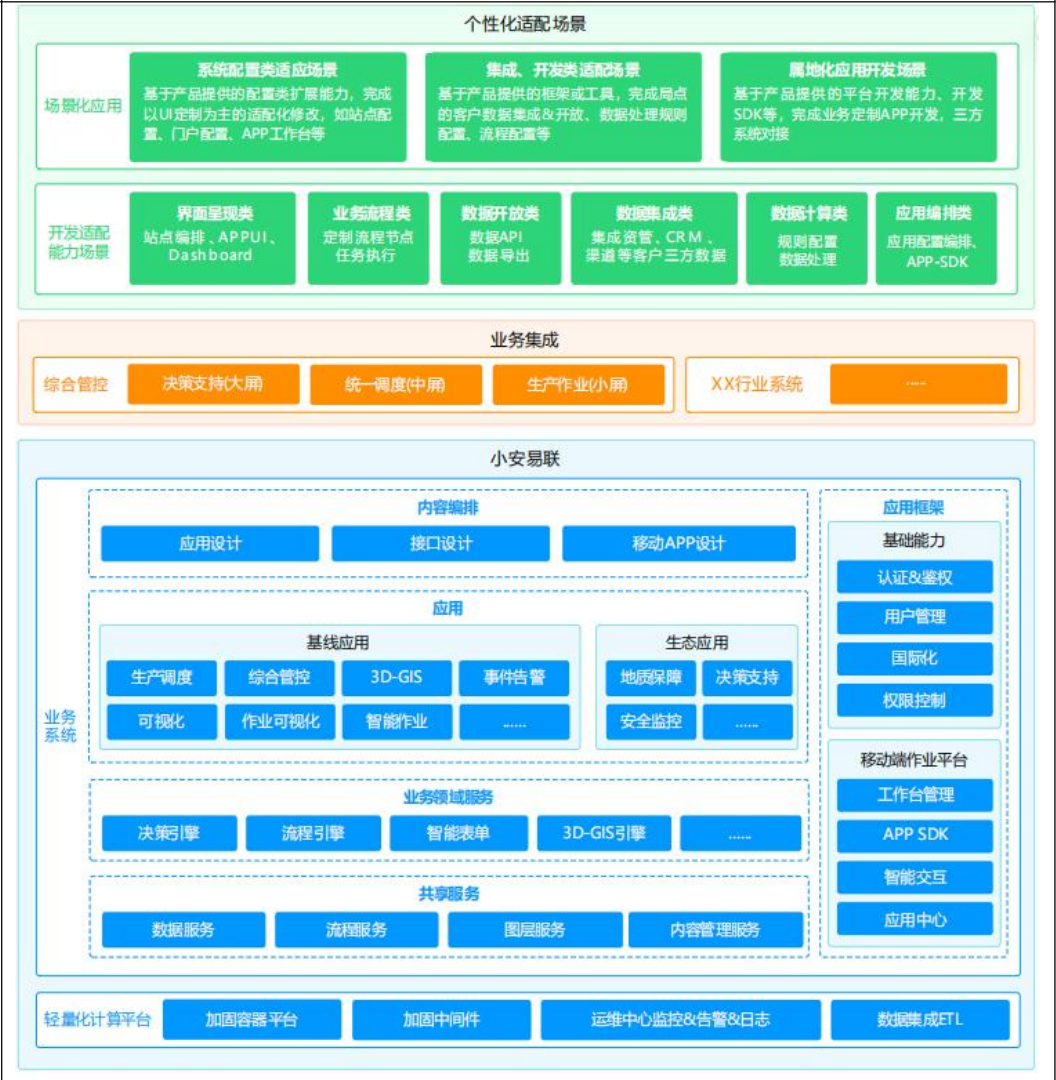 个性化适配场景
场景化应用
系统配置类适应场景
基于产品提供的配置类扩展能力，完成
以UI定制为主的适配化修改，如站点配
置、门户配置、APP工作台等
集成、开发类适配场景
基于产品提供的框架或工具，完成局点
的客户数据集成&开放、数据处理规则
配置、流程配置等
属地化应用开发场景
基于产品提供的平台开发能力、开发
SDK等，完成业务定制APP开发，三方
系统对接
开发适配
能力场景
界面呈现类
站点编排、APPUI、
Dashboard
业务流程类
定制流程节点
任务执行
数据开放类
数据API
数据导出
数据集成类
集成资管、CRM、
渠道等客户三方数据
数据计算类
规则配置
数据处理
应用编排类
应用配置编排、
APP-SDK
业务集成
综合管控
决策支持(大屏)
统一调度(中屏)
生产作业(小屏)
XX行业系统
....
小安易联
业务
系统
内容编排
应用设计
接口设计
移动APP设计
应用
基线应用
生产调度
综合管控
3D-GIS
事件告警
可视化
作业可视化
智能作业
......
生态应用
地质保障
决策支持
安全监控
......
业务领域服务
决策引擎
流程引擎
智能表单
3D-GIS引擎
......
共享服务
数据服务
流程服务
图层服务
内容管理服务
应用框架
基础能力
认证&鉴权
用户管理
国际化
权限控制
移动端作业平台
工作台管理
APP SDK
智能交互
应用中心
轻量化计算平台
加固容器平台
加固中间件
运维中心监控&告警&日志
数据集成ETL